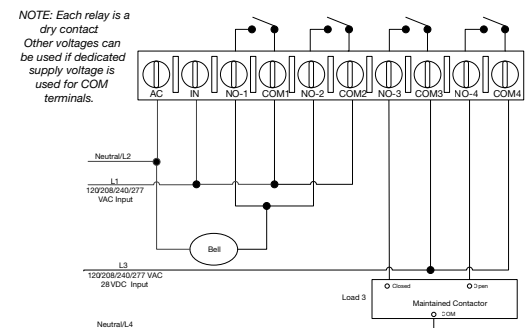 NOTE: Each relay is a
dry contact
Other voltages can
be used if dedicated
supply voltage is
used for COM
terminals.
AC IN NO-1 COM1 NO-2 COM2 NO-3 COM3 NO-4 COM4
Neutral/L2
L1
120/208/240/277
VAC Input
Bell
L3
120/208/240/277 VAC
28VDC Input
Load 3
Closed
Open
Maintained Contactor
COM
Neutral/L4